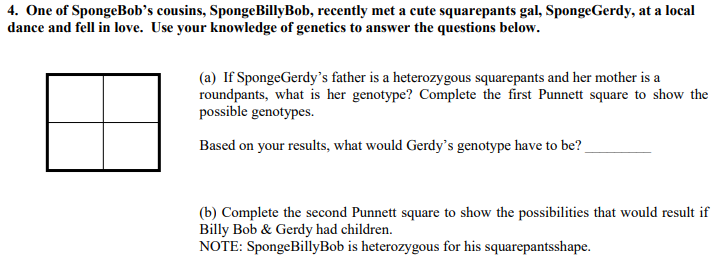 4. One of SpongeBob's cousins, SpongeBillyBob, recently met a cute squarepants gal, SpongeGerdy, at a local
dance and fell in love. Use your knowledge of genetics to answer the questions below.
(a) If SpongeGerdy's father is a heterozygous squarepants and her mother is a
roundpants, what is her genotype? Complete the first Punnett square to show the
possible genotypes.
Based on your results, what would Gerdy's genotype have to be? _________
(b) Complete the second Punnett square to show the possibilities that would result if
Billy Bob & Gerdy had children.
NOTE: SpongeBillyBob is heterozygous for his squarepantsshape.